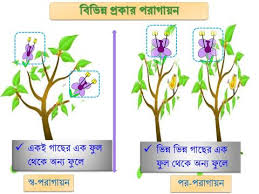 বিভিন্ন প্রকার পরাগায়ন
✓ একই গাছের এক ফুল
থেকে অন্য ফুলে
স্ব-পরাগায়ন
✓ ভিন্ন ভিন্ন গাছের এক
ফুল থেকে অন্য ফুলে
পর-পরাগায়ন